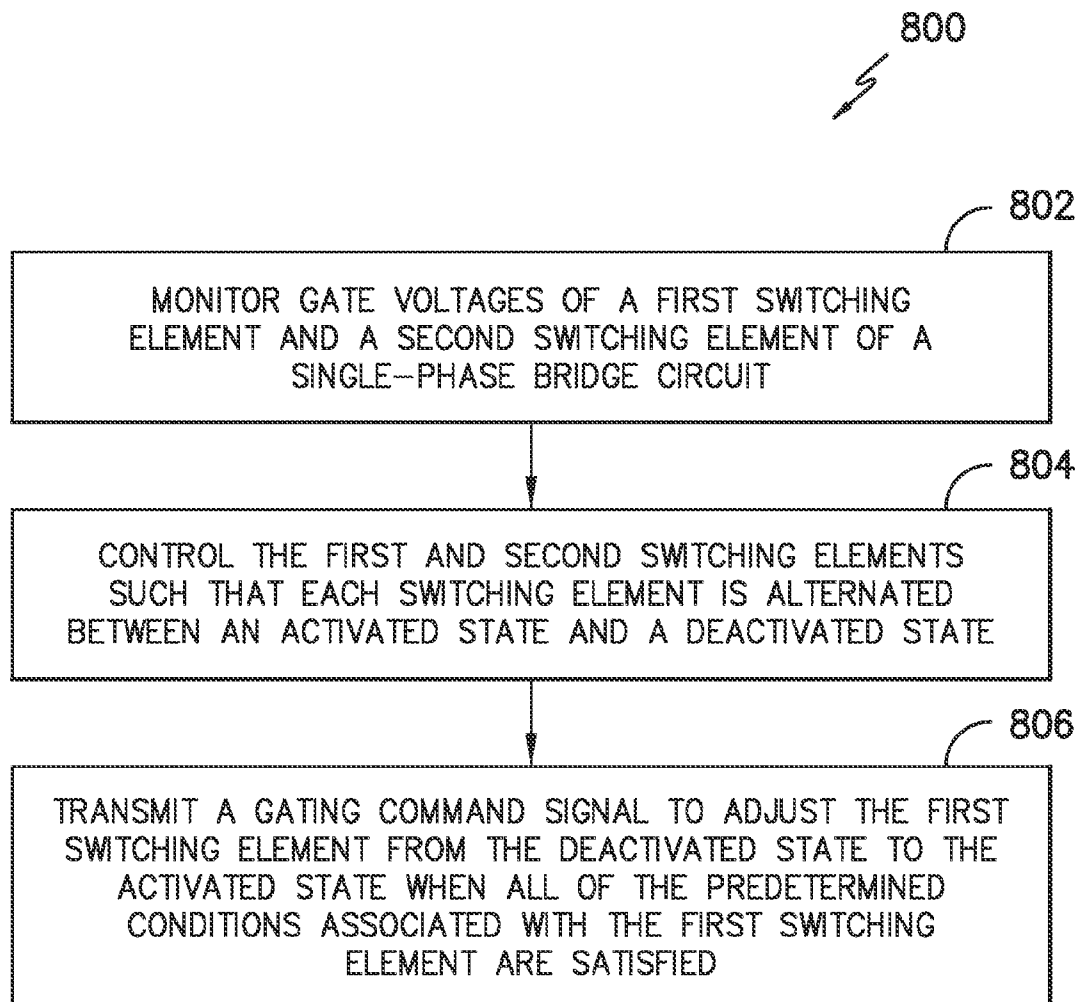 800
802
MONITOR GATE VOLTAGES OF A FIRST SWITCHING
ELEMENT AND A SECOND SWITCHING ELEMENT OF A
SINGLE-PHASE BRIDGE CIRCUIT
804
CONTROL THE FIRST AND SECOND SWITCHING ELEMENTS
SUCH THAT EACH SWITCHING ELEMENT IS ALTERNATED
BETWEEN AN ACTIVATED STATE AND A DEACTIVATED STATE
806
TRANSMIT A GATING COMMAND SIGNAL TO ADJUST THE FIRST
SWITCHING ELEMENT FROM THE DEACTIVATED STATE TO THE
ACTIVATED STATE WHEN ALL OF THE PREDETERMINED
CONDITIONS ASSOCIATED WITH THE FIRST SWITCHING
ELEMENT ARE SATISFIED